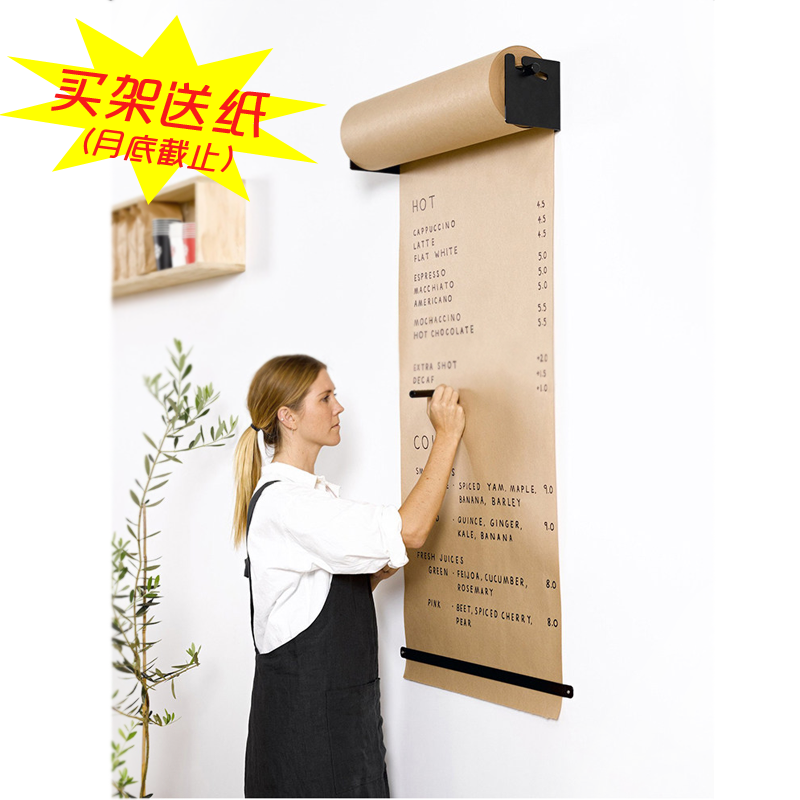 买架送纸
(月底截止)
HOT 4.5
CAPPUCCINO 4.5
LATTE 4.5
FLAT WHITE
ESPRESSO 5.0
MACCHIATO 5.0
AMERICANO 5.0
MOCHACCINO 5.5
HOT CHOCOLATE 5.5
EXTRA SHOT +2.0
DECAF +1.5
+1.0
CO
SM
· SPICED YAM, MAPLE, 9.0
BANANA, BARLEY
· QUINCE, GINGER, 9.0
KALE, BANANA
FRESH JUICES
GREEN · FEIJOA, CUCUMBER, 8.0
ROSEMARY
PINK · BEET, SPICED CHERRY, 8.0
PEAR